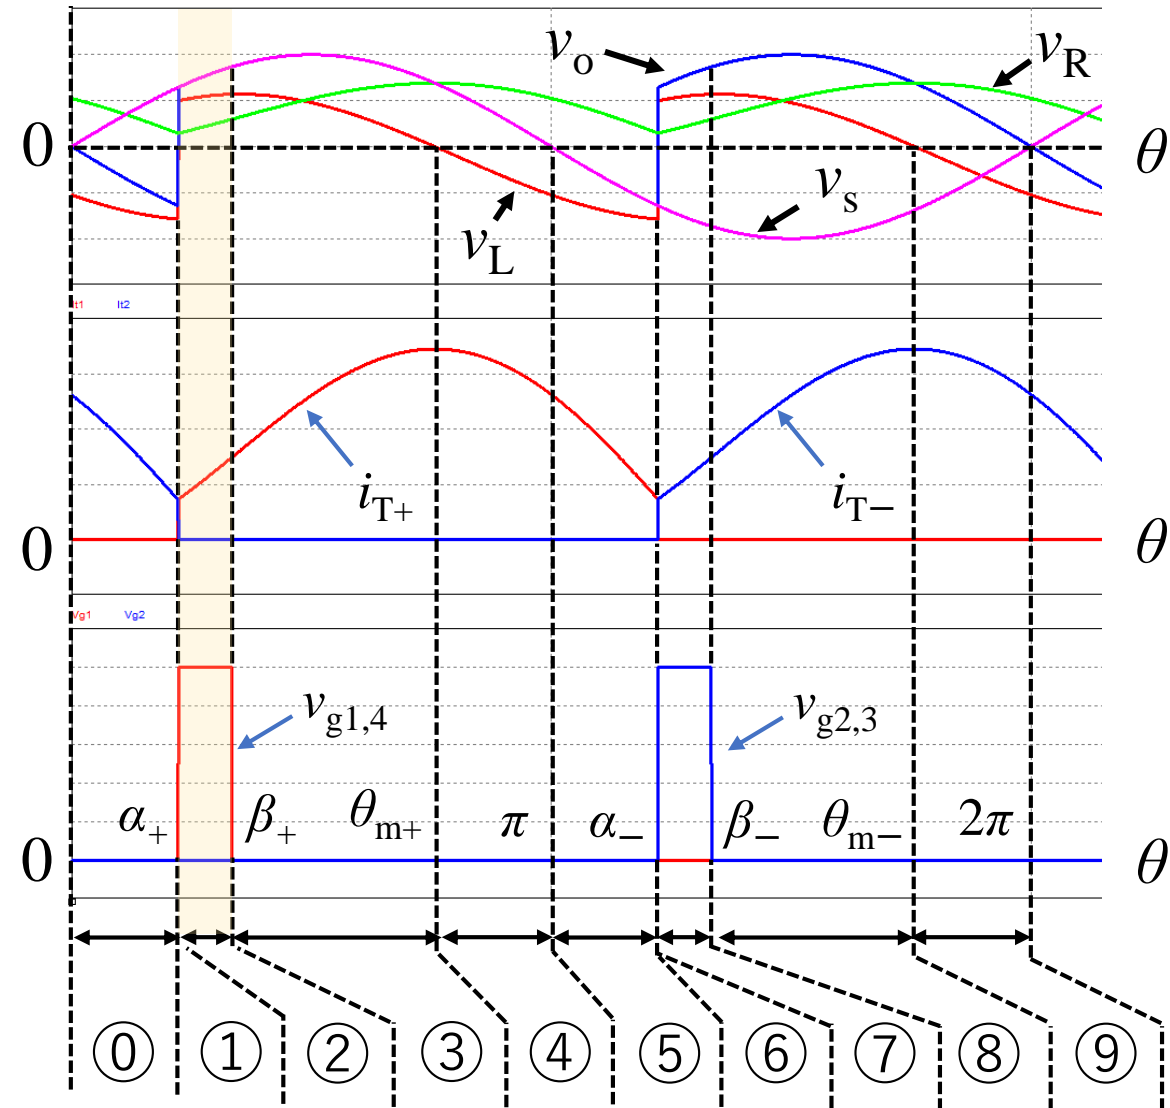 v_o
v_R
0
θ
v_s
v_L
It1 It2
i_T+
i_T−
0
θ
Vg1 Vg2
v_g1,4
v_g2,3
α_+ β_+ θ_m+ π α_− β_− θ_m− 2π
0
θ
⓪ ① ② ③ ④ ⑤ ⑥ ⑦ ⑧ ⑨